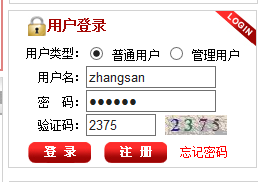 用户登录
LOGIN
用户类型： 普通用户 管理用户
用户名： zhangsan
密 码： ●●●●●●
验证码： 2375 2375
登 录 注 册 忘记密码